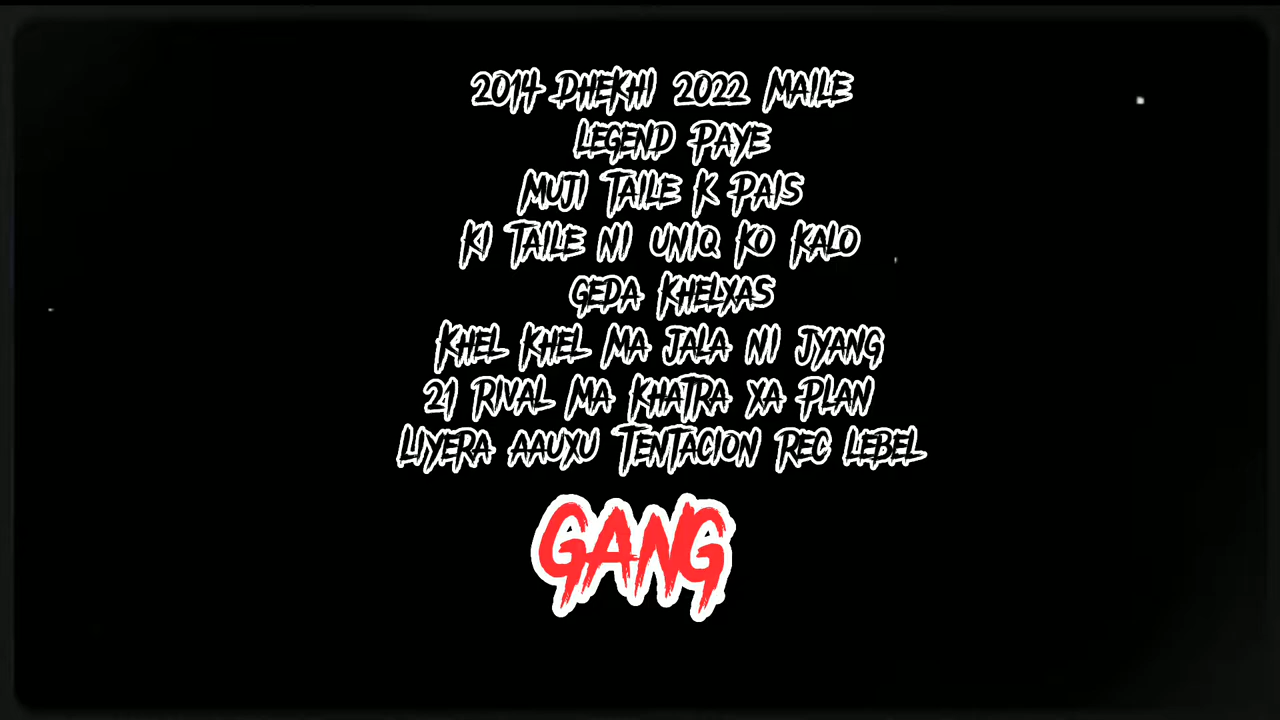 2014 DHEKHI 2022 MAILE
LEGEND PAYE
MUJI TAILE K PAIS
KI TAILE NI UNIQ KO KALO
GEDA KHELXAS
KHEL KHEL MA JALA NI JYANG
21 RIVAL MA KHATRA XA PLAN
LIYERA AAUXU TENTACION REC LEBEL
GANG